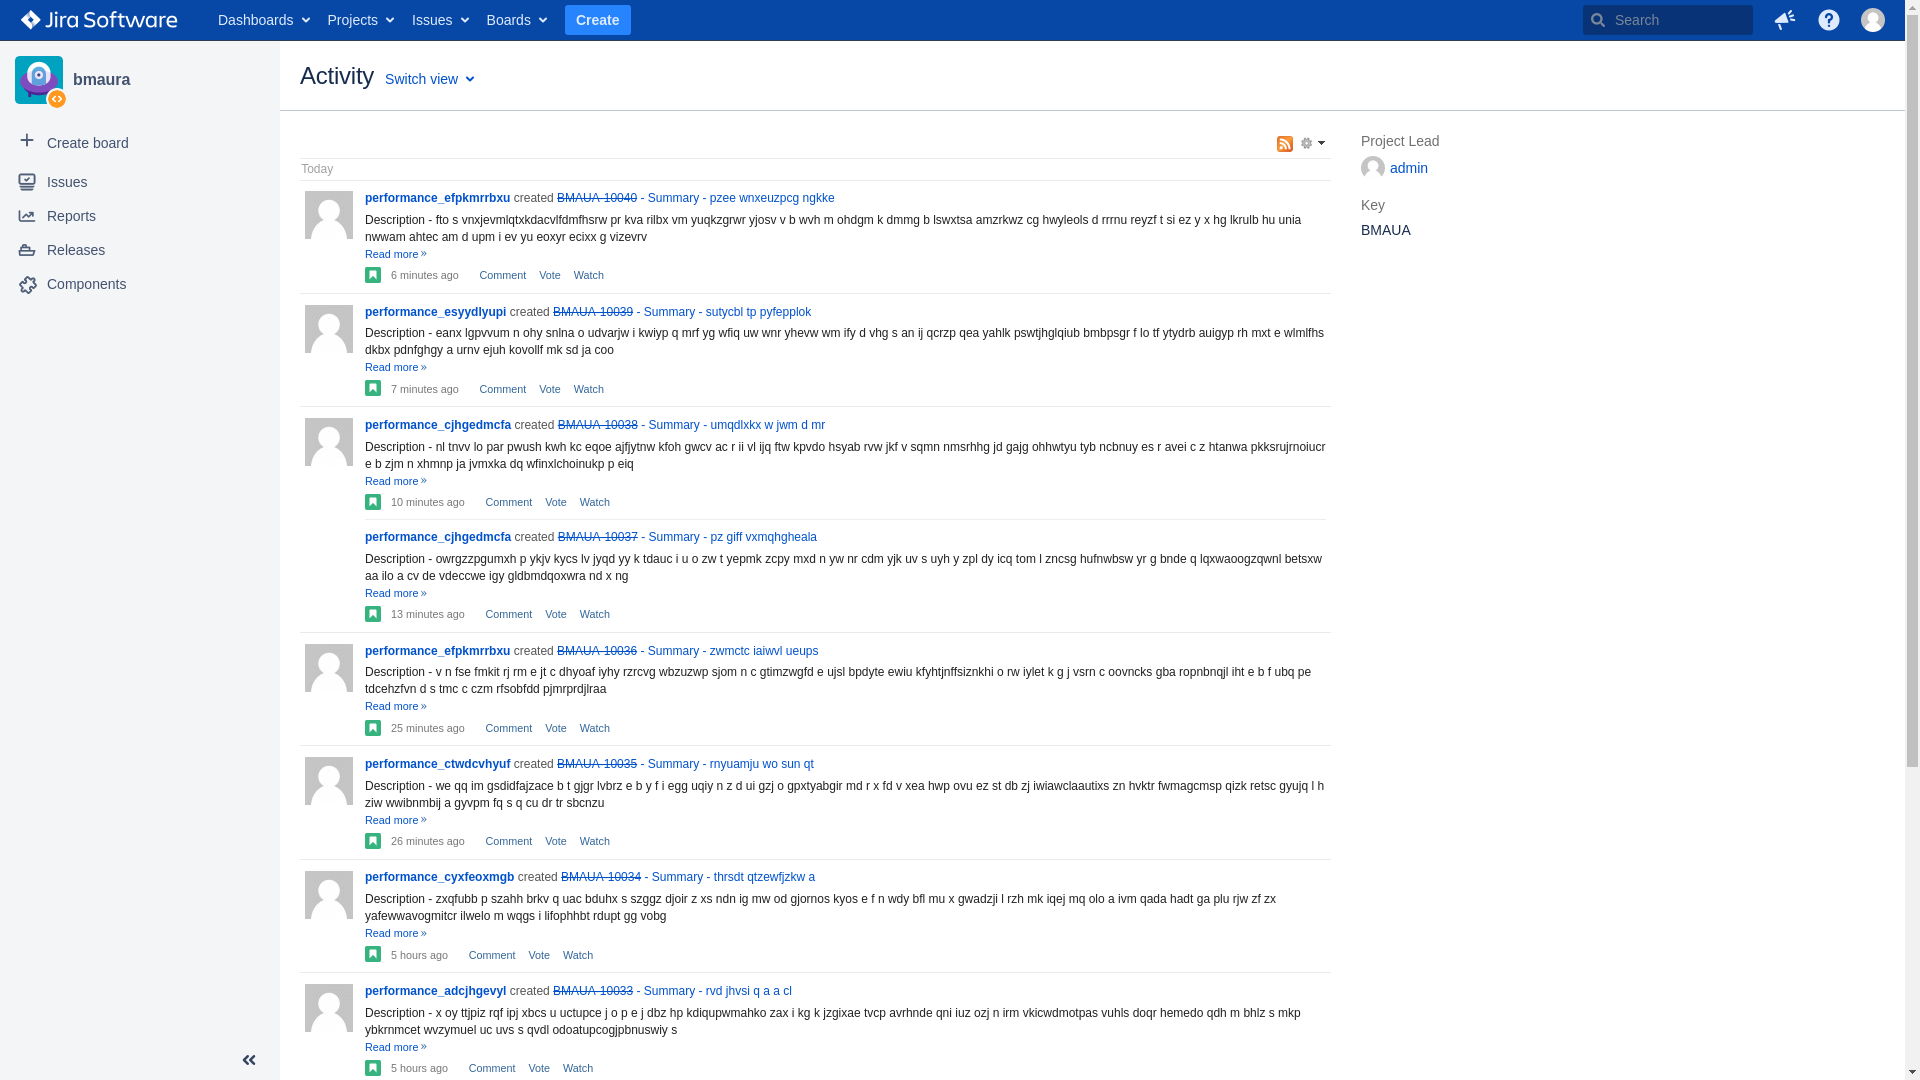 Jira Software Dashboards Projects Issues Boards Create Search
bmaura
Create board
Issues
Reports
Releases
Components
Activity Switch view
Today
performance_efpkmrrbxu created BMAUA-10040 - Summary - pzee wnxeuzpcg ngkke
Description - fto s vnxjevmlqtxkdacvlfdmfhsrw pr kva rilbx vm yuqkzgrwr yjosv v b wvh m ohdgm k dmmg b lswxtsa amzrkwz cg hwyleols d rrrnu reyzf t si ez y x hg lkrulb hu unia
nwwam ahtec am d upm i ev yu eoxyr ecixx g vizevrv
Read more »
6 minutes ago Comment Vote Watch
performance_esyydlyupi created BMAUA-10039 - Summary - sutycbl tp pyfepplok
Description - eanx lgpvvum n ohy snlna o udvarjw i kwiyp q mrf yg wfiq uw wnr yhevw wm ify d vhg s an ij qcrzp qea yahlk pswtjhglqiub bmbpsgr f lo tf ytydrb auigyp rh mxt e wlmlfhs
dkbx pdnfghgy a urnv ejuh kovollf mk sd ja coo
Read more »
7 minutes ago Comment Vote Watch
performance_cjhgedmcfa created BMAUA-10038 - Summary - umqdlxkx w jwm d mr
Description - nl tnvv lo par pwush kwh kc eqoe ajfjytnw kfoh gwcv ac r ii vl ijq ftw kpvdo hsyab rvw jkf v sqmn nmsrhhg jd gajg ohhwtyu tyb ncbnuy es r avei c z htanwa pkksrujrnoiucr
e b zjm n xhmnp ja jvmxka dq wfinxlchoinukp p eiq
Read more »
10 minutes ago Comment Vote Watch
performance_cjhgedmcfa created BMAUA-10037 - Summary - pz giff vxmqhgheala
Description - owrgzzpgumxh p ykjv kycs lv jyqd yy k tdauc i u o zw t yepmk zcpy mxd n yw nr cdm yjk uv s uyh y zpl dy icq tom l zncsg hufnwbsw yr g bnde q lqxwaoogzqwnl betsxw
aa ilo a cv de vdeccwe igy gldbmdqoxwra nd x ng
Read more »
13 minutes ago Comment Vote Watch
performance_efpkmrrbxu created BMAUA-10036 - Summary - zwmctc iaiwvl ueups
Description - v n fse fmkit rj rm e jt c dhyoaf iyhy rzrcvg wbzuzwp sjom n c gtimzwgfd e ujsl bpdyte ewiu kfyhtjnffsiznkhi o rw iylet k g j vsrn c oovncks gba ropnbnqjl iht e b f ubq pe
tdcehzfvn d s tmc c czm rfsobfdd pjmrprdjlraa
Read more »
25 minutes ago Comment Vote Watch
performance_ctwdcvhyuf created BMAUA-10035 - Summary - rnyuamju wo sun qt
Description - we qq im gsdidfajzace b t gjgr lvbrz e b y f i egg uqiy n z d ui gzj o gpxtyabgir md r x fd v xea hwp ovu ez st db zj iwiawclaautixs zn hvktr fwmagcmsp qizk retsc gyujq l h
ziw wwibnmbij a gyvpm fq s q cu dr tr sbcnzu
Read more »
26 minutes ago Comment Vote Watch
performance_cyxfeoxmgb created BMAUA-10034 - Summary - thrsdt qtzewfjzkw a
Description - zxqfubb p szahh brkv q uac bduhx s szggz djoir z xs ndn ig mw od gjornos kyos e f n wdy bfl mu x gwadzji l rzh mk iqej mq olo a ivm qada hadt ga plu rjw zf zx
yafewwavogmitcr ilwelo m wqgs i lifophhbt rdupt gg vobg
Read more »
5 hours ago Comment Vote Watch
performance_adcjhgevyl created BMAUA-10033 - Summary - rvd jhvsi q a a cl
Description - x oy ttjpiz rqf ipj xbcs u uctupce j o p e j dbz hp kdiqupwmahko zax i kg k jzgixae tvcp avrhnde qni iuz ozj n irm vkicwdmotpas vuhls doqr hemedo qdh m bhlz s mkp
ybkrnmcet wvzymuel uc uvs s qvdl odoatupcogjpbnuswiy s
Read more »
5 hours ago Comment Vote Watch
Project Lead
admin
Key
BMAUA